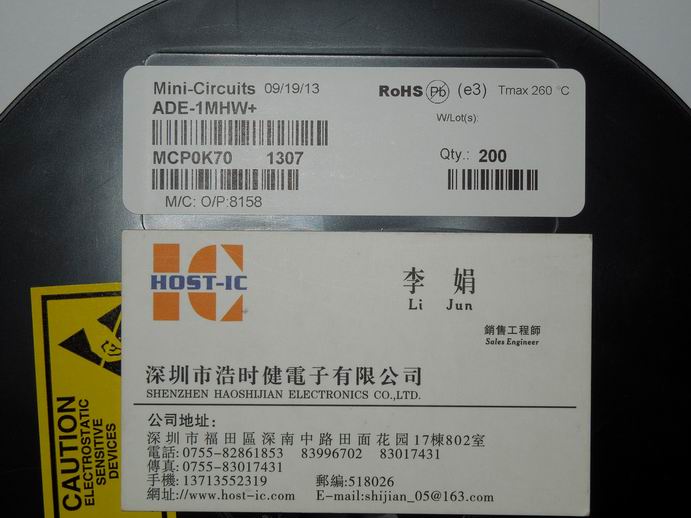 Mini-Circuits 09/19/13
ADE-1MHW+
MCP0K70 1307
M/C: O/P:8158
RoHS Pb (e3) Tmax 260 °C
W/Lot(s):
Qty.: 200
IC
HOST-IC
李 娟
Li Jun
銷售工程師
Sales Engineer
深圳市浩时健電子有限公司
SHENZHEN HAOSHIJIAN ELECTRONICS CO.,LTD.
公司地址:
深圳市福田區深南中路田面花园17棟802室
電話:0755-82861853 83996702 83017431
傳真:0755-83017431
手機:13713552319 郵編:518026
網址://www.host-ic.com E-mail:shijian_05@163.com
CAUTION
ELECTROSTATIC
SENSITIVE
DEVICES